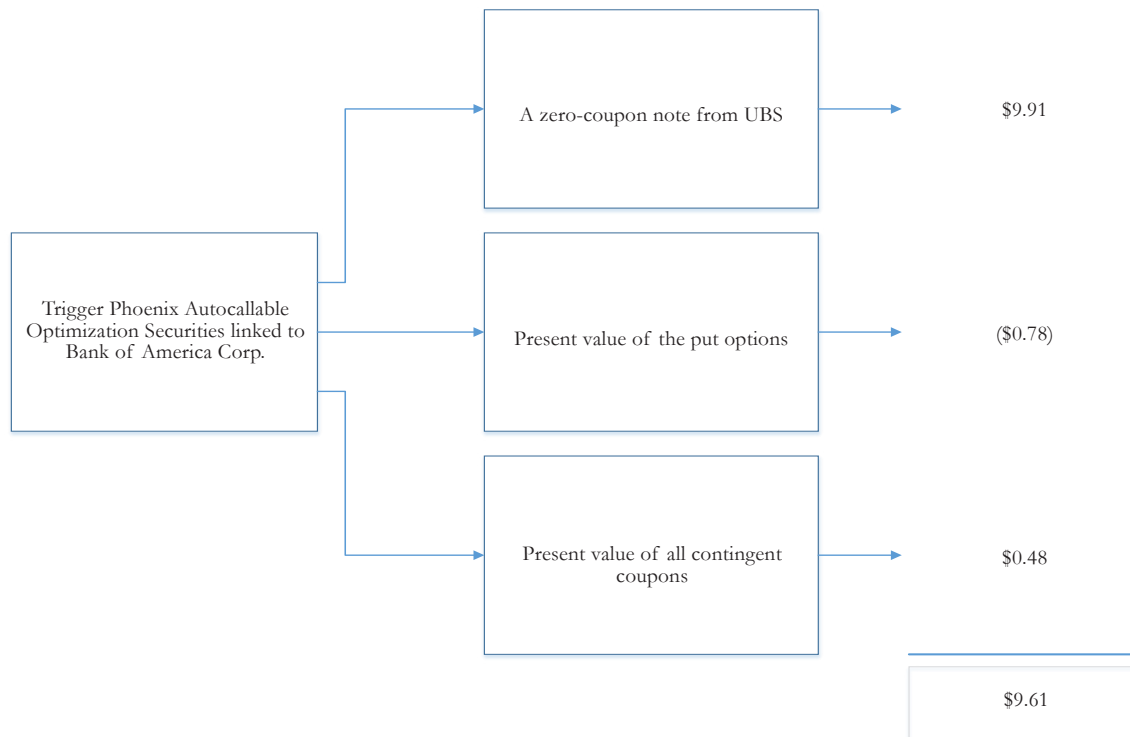 A zero-coupon note from UBS
$9.91
Trigger Phoenix Autocallable
Optimization Securities linked to
Bank of America Corp.
Present value of the put options
($0.78)
Present value of all contingent
coupons
$0.48
$9.61